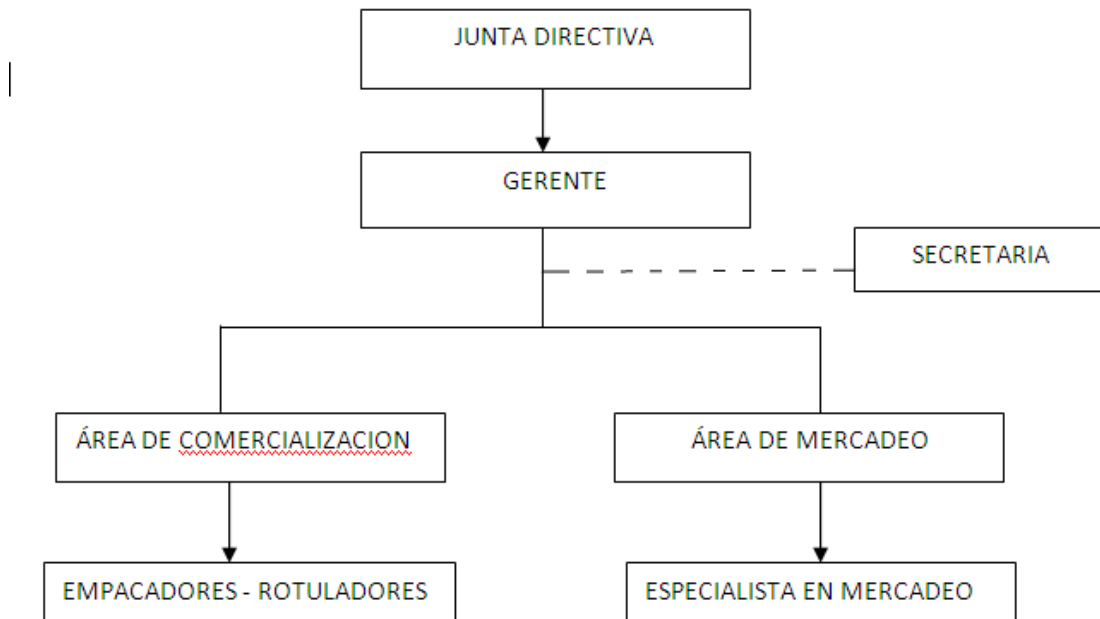 JUNTA DIRECTIVA
GERENTE
SECRETARIA
ÁREA DE COMERCIALIZACION
ÁREA DE MERCADEO
EMPACADORES - ROTULADORES
ESPECIALISTA EN MERCADEO